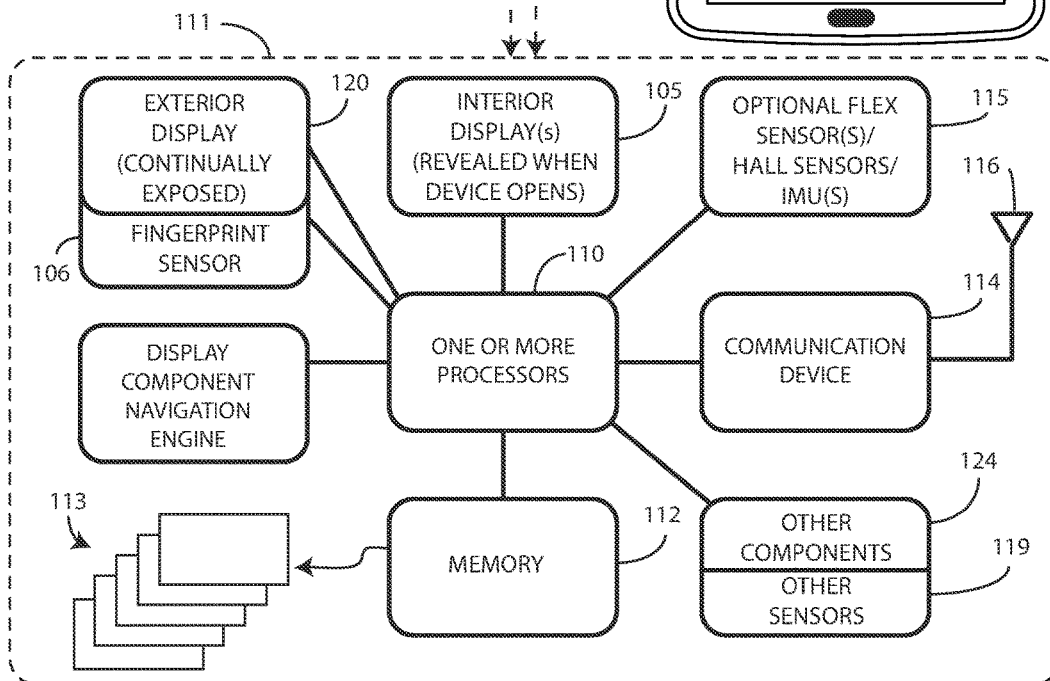 111
EXTERIOR
DISPLAY
(CONTINUALLY
EXPOSED)
120
FINGERPRINT
SENSOR
106
INTERIOR
DISPLAY(s)
(REVEALED WHEN
DEVICE OPENS)
105
OPTIONAL FLEX
SENSOR(S)/
HALL SENSORS/
IMU(S)
115
116
110
DISPLAY
COMPONENT
NAVIGATION
ENGINE
ONE OR MORE
PROCESSORS
COMMUNICATION
DEVICE
114
113
MEMORY
112
OTHER
COMPONENTS
124
OTHER
SENSORS
119